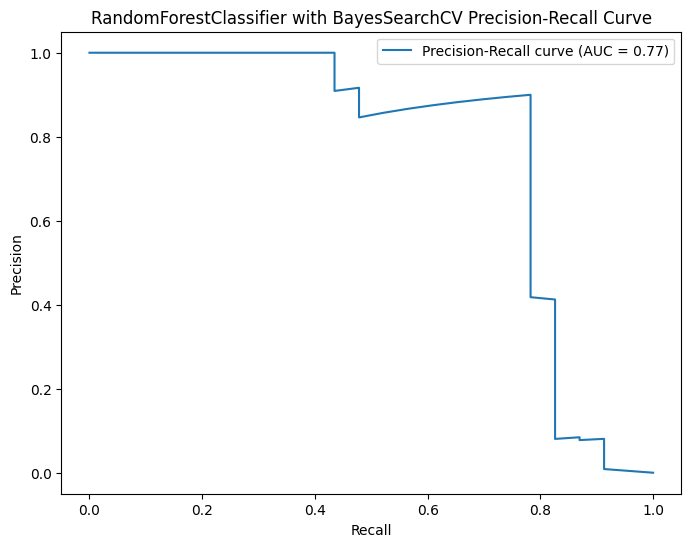 RandomForestClassifier with BayesSearchCV Precision-Recall Curve
Precision-Recall curve (AUC = 0.77)
Precision
1.0
0.8
0.6
0.4
0.2
0.0
0.0 0.2 0.4 0.6 0.8 1.0
Recall